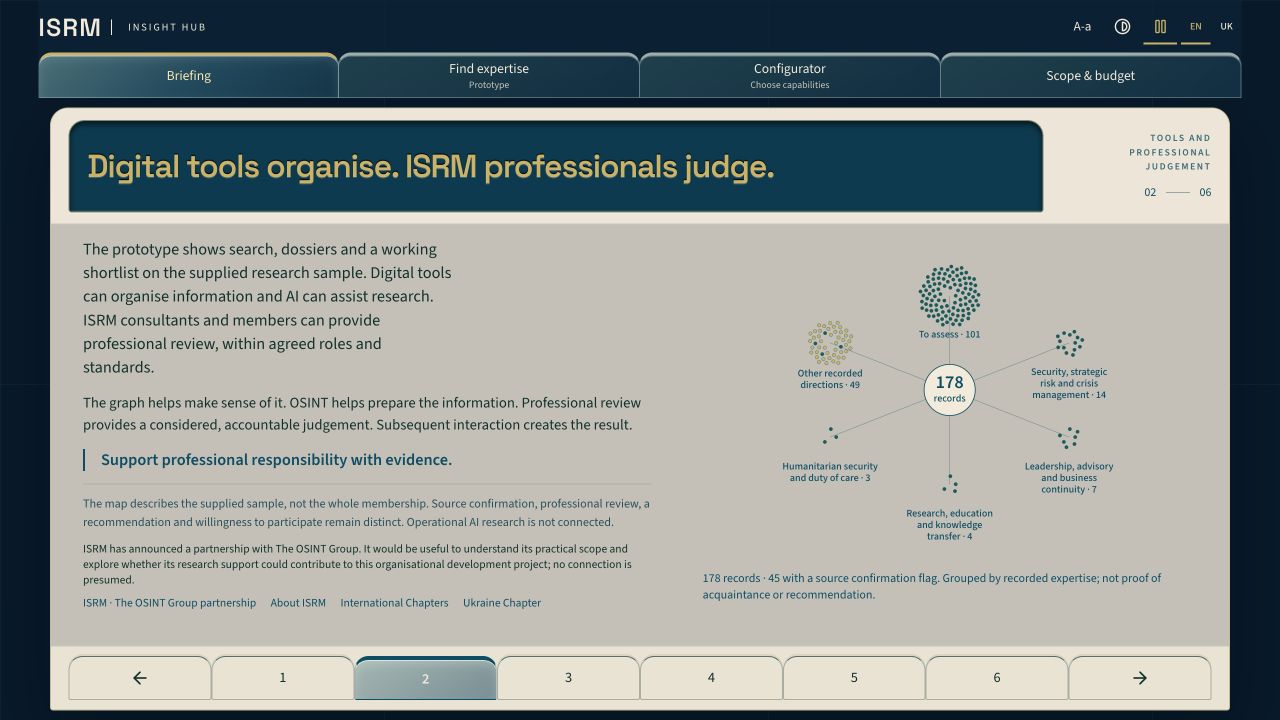 ISRM | INSIGHT HUB
A-a
EN
UK
Briefing
Find expertise
Prototype
Configurator
Choose capabilities
Scope & budget
Digital tools organise. ISRM professionals judge.
TOOLS AND
PROFESSIONAL
JUDGEMENT
02 — 06
The prototype shows search, dossiers and a working
shortlist on the supplied research sample. Digital tools
can organise information and AI can assist research.
ISRM consultants and members can provide
professional review, within agreed roles and
standards.
The graph helps make sense of it. OSINT helps prepare the information. Professional review
provides a considered, accountable judgement. Subsequent interaction creates the result.
Support professional responsibility with evidence.
The map describes the supplied sample, not the whole membership. Source confirmation, professional review, a
recommendation and willingness to participate remain distinct. Operational AI research is not connected.
ISRM has announced a partnership with The OSINT Group. It would be useful to understand its practical scope and
explore whether its research support could contribute to this organisational development project; no connection is
presumed.
ISRM · The OSINT Group partnership
About ISRM
International Chapters
Ukraine Chapter
To assess · 101
Other recorded
directions · 49
Security, strategic
risk and crisis
management · 14
178
records
Humanitarian security
and duty of care · 3
Leadership, advisory
and business
continuity · 7
Research, education
and knowledge
transfer · 4
178 records · 45 with a source confirmation flag. Grouped by recorded expertise; not proof of
acquaintance or recommendation.
←
1
2
3
4
5
6
→